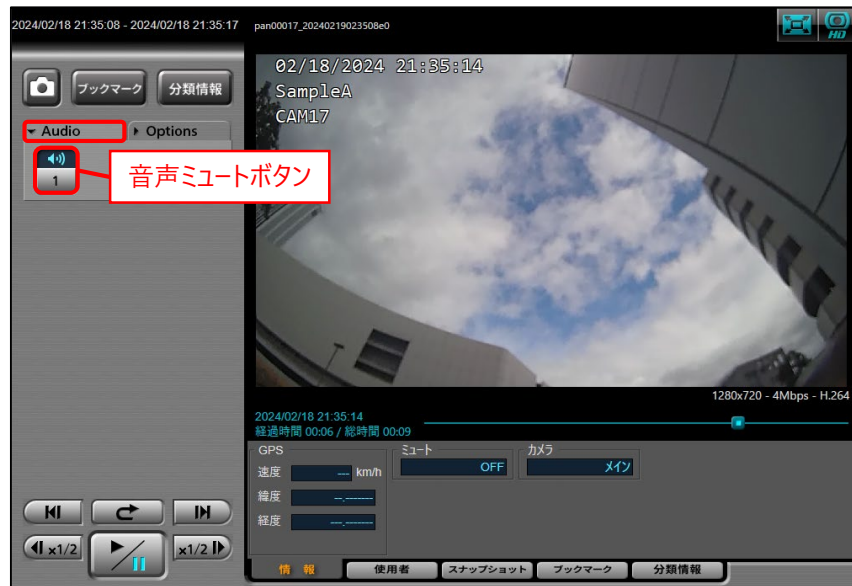 2024/02/18 21:35:08 - 2024/02/18 21:35:17
pan00017_20240219023508e0
HD
ブックマーク
分類情報
Audio
Options
1
音声ミュートボタン
02/18/2024 21:35:14
SampleA
CAM17
1280x720 - 4Mbps - H.264
2024/02/18 21:35:14
経過時間 00:06 / 総時間 00:09
GPS
ミュート
カメラ
速度 --- km/h
OFF
メイン
緯度 --.-------
経度 ---.-------
x1/2
x1/2
情 報
使用者
スナップショット
ブックマーク
分類情報